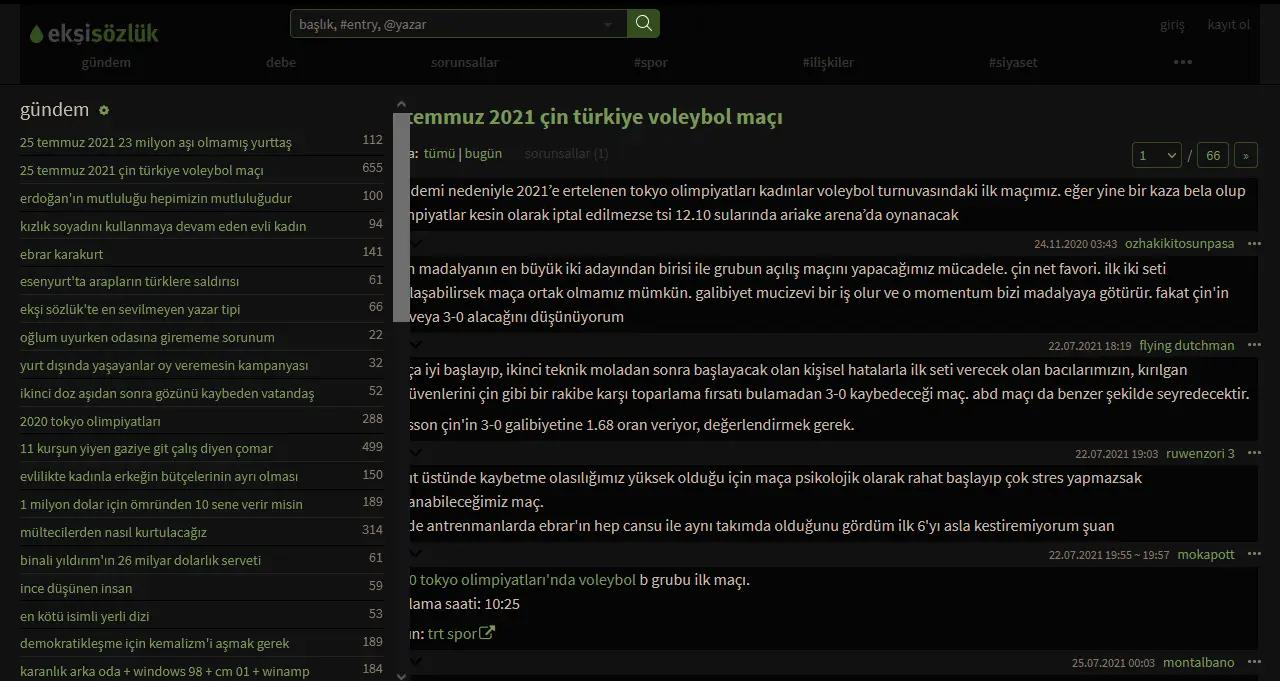 ekşisözlük
başlık, #entry, @yazar
giriş kayıt ol
gündem debe sorunsallar #spor #ilişkiler #siyaset
gündem
25 temmuz 2021 23 milyon aşı olmamış yurttaş 112
25 temmuz 2021 çin türkiye voleybol maçı 655
erdoğan'ın mutluluğu hepimizin mutluluğudur 100
kızlık soyadını kullanmaya devam eden evli kadın 94
ebrar karakurt 141
esenyurt'ta arapların türklere saldırısı 61
ekşi sözlük'te en sevilmeyen yazar tipi 66
oğlum uyurken odasına girememe sorunum 22
yurt dışında yaşayanlar oy veremesin kampanyası 32
ikinci doz aşıdan sonra gözünü kaybeden vatandaş 52
2020 tokyo olimpiyatları 288
11 kurşun yiyen gaziye git çalış diyen çomar 499
evlilikte kadınla erkeğin bütçelerinin ayrı olması 150
1 milyon dolar için ömründen 10 sene verir misin 189
mültecilerden nasıl kurtulacağız 314
binali yıldırım'ın 26 milyar dolarlık serveti 61
ince düşünen insan 59
en kötü isimli yerli dizi 53
demokratikleşme için kemalizm'i aşmak gerek 189
karanlık arka oda + windows 98 + cm 01 + winamp 184
temmuz 2021 çin türkiye voleybol maçı
a: tümü | bugün sorunsallar (1)
1 / 66 »
demi nedeniyle 2021’e ertelenen tokyo olimpiyatları kadınlar voleybol turnuvasındaki ilk maçımız. eğer yine bir kaza bela olup
npiyatlar kesin olarak iptal edilmezse tsi 12.10 sularında ariake arena’da oynanacak
24.11.2020 03:43 ozhakikitosunpasa
n madalyanın en büyük iki adayından birisi ile grubun açılış maçını yapacağımız mücadele. çin net favori. ilk iki seti
laşabilirsek maça ortak olmamız mümkün. galibiyet mucizevi bir iş olur ve o momentum bizi madalyaya götürür. fakat çin'in
veya 3-0 alacağını düşünüyorum
22.07.2021 18:19 flying dutchman
ça iyi başlayıp, ikinci teknik moladan sonra başlayacak olan kişisel hatalarla ilk seti verecek olan bacılarımızın, kırılgan
üvenlerini çin gibi bir rakibe karşı toparlama fırsatı bulamadan 3-0 kaybedeceği maç. abd maçı da benzer şekilde seyredecektir.
sson çin'in 3-0 galibiyetine 1.68 oran veriyor, değerlendirmek gerek.
22.07.2021 19:03 ruwenzori 3
ıt üstünde kaybetme olasılığımız yüksek olduğu için maça psikolojik olarak rahat başlayıp çok stres yapmazsak
anabileceğimiz maç.
de antrenmanlarda ebrar'ın hep cansu ile aynı takımda olduğunu gördüm ilk 6'yı asla kestiremiyorum şuan
22.07.2021 19:55 ~ 19:57 mokapott
0 tokyo olimpiyatları'nda voleybol b grubu ilk maçı.
lama saati: 10:25
ın: trt spor
25.07.2021 00:03 montalbano